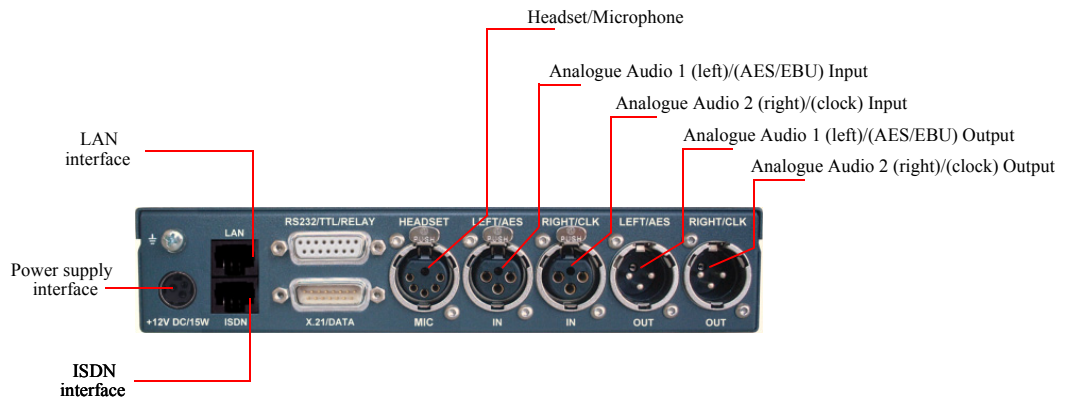 Headset/Microphone
Analogue Audio 1 (left)/(AES/EBU) Input
Analogue Audio 2 (right)/(clock) Input
Analogue Audio 1 (left)/(AES/EBU) Output
Analogue Audio 2 (right)/(clock) Output
LAN
interface
Power supply
interface
ISDN
interface
LAN
RS232/TTL/RELAY
HEADSET
LEFT/AES
RIGHT/CLK
LEFT/AES
RIGHT/CLK
PUSH
PUSH
PUSH
+12V DC/15W
ISDN
X.21/DATA
MIC
IN
IN
OUT
OUT